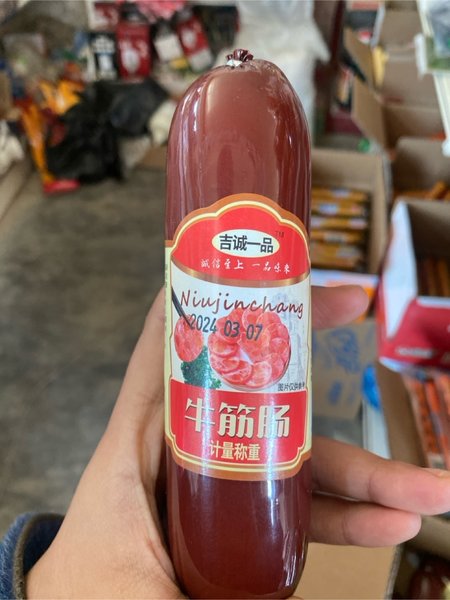 吉诚一品
诚信至上 一品味来
Niujinchang
2024 03 07
图片仅供参考
牛筋肠
计量称重